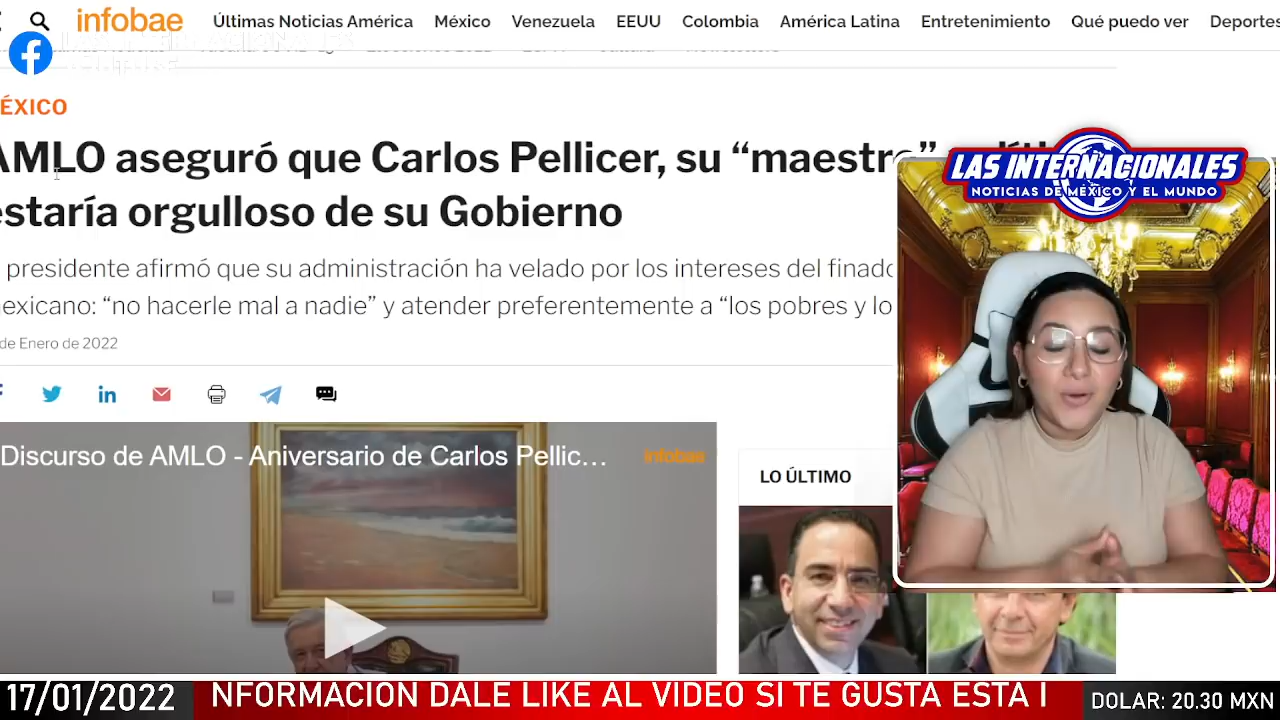 infobae
Últimas Noticias América México Venezuela EEUU Colombia América Latina Entretenimiento Qué puedo ver Deportes
ÉXICO
AMLO aseguró que Carlos Pellicer, su “maestro”
estaría orgulloso de su Gobierno
presidente afirmó que su administración ha velado por los intereses del finado
exicano: “no hacerle mal a nadie” y atender preferentemente a “los pobres y lo
de Enero de 2022
Discurso de AMLO - Aniversario de Carlos Pellic...
infobae
LO ÚLTIMO
LAS INTERNACIONALES
NOTICIAS DE MÉXICO Y EL MUNDO
17/01/2022
NFORMACION DALE LIKE AL VIDEO SI TE GUSTA ESTA I
DOLAR: 20.30 MXN